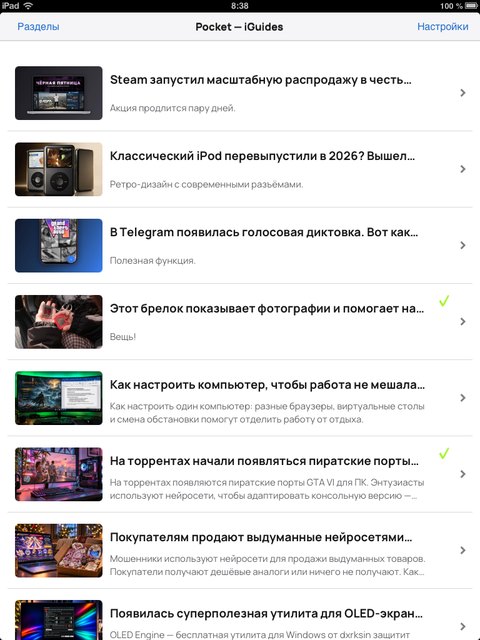 iPad 8:38 100 %
Разделы Pocket — iGuides Настройки
Steam запустил масштабную распродажу в честь...
Акция продлится пару дней.
ЧЁРНАЯ ПЯТНИЦА
Классический iPod перевыпустили в 2026? Вышел...
Ретро-дизайн с современными разъёмами.
В Telegram появилась голосовая диктовка. Вот как...
Полезная функция.
Этот брелок показывает фотографии и помогает на...
Вещь!
Как настроить компьютер, чтобы работа не мешала...
Как настроить один компьютер: разные браузеры, виртуальные столы
и смена обстановки помогут отделить работу от отдыха.
На торрентах начали появляться пиратские порты...
На торрентах появляются пиратские порты GTA VI для ПК. Энтузиасты
используют нейросети, чтобы адаптировать консольную версию —...
Покупателям продают выдуманные нейросетями...
Мошенники используют нейросети для продажи выдуманных товаров.
Покупатели получают дешёвые аналоги или ничего не получают. Как...
Появилась суперполезная утилита для OLED-экран...
OLED Engine — бесплатная утилита для Windows от dxrksin защитит